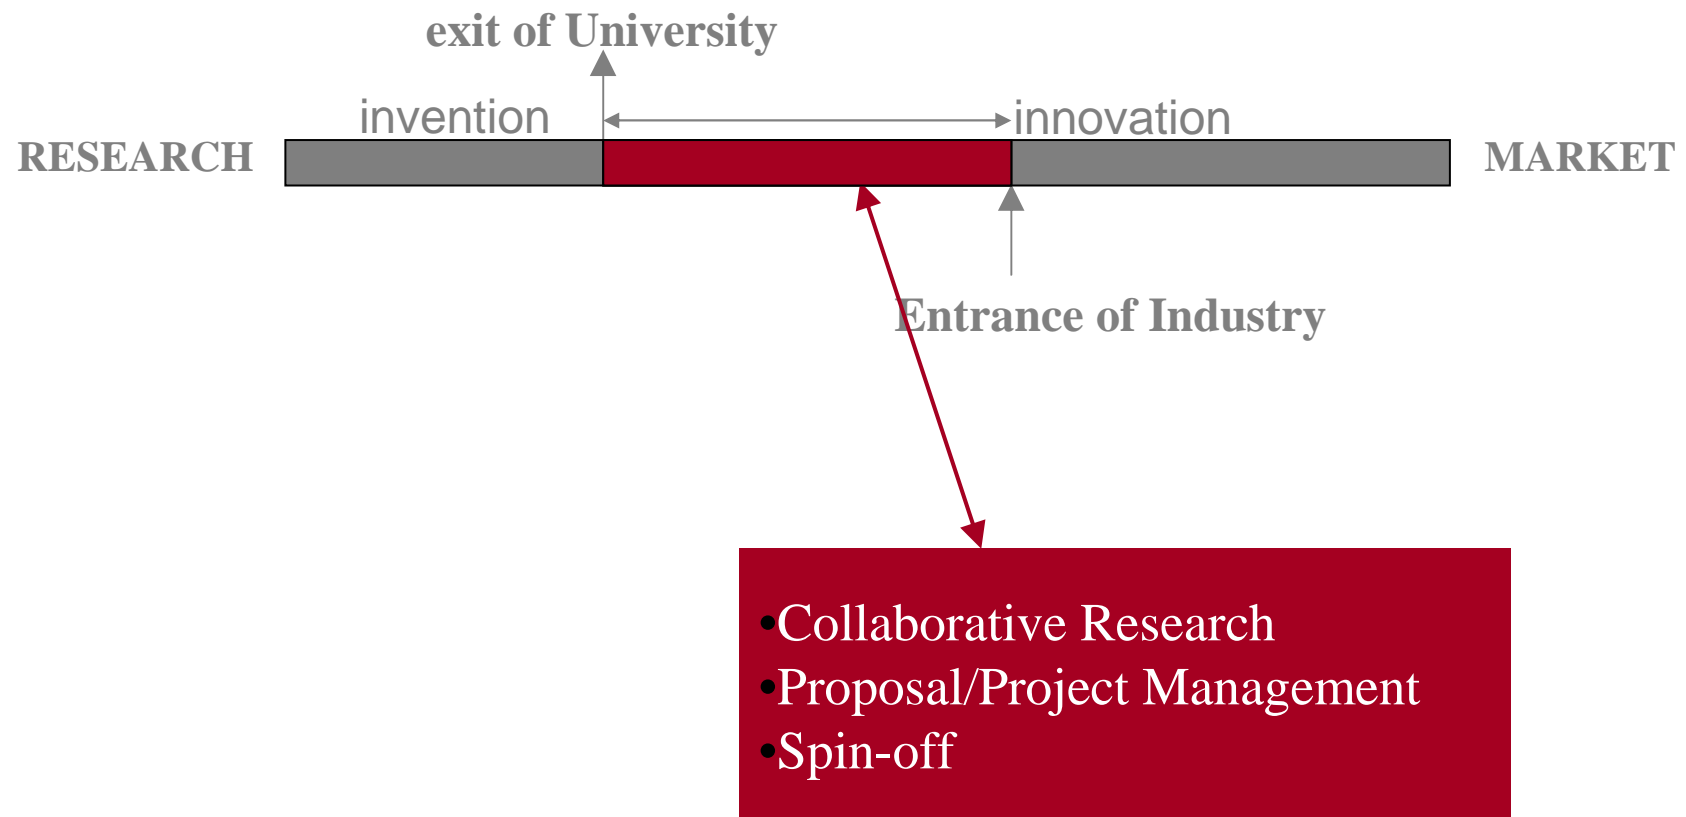 exit of University
invention
innovation
RESEARCH
MARKET
Entrance of Industry
•Collaborative Research
•Proposal/Project Management
•Spin-off